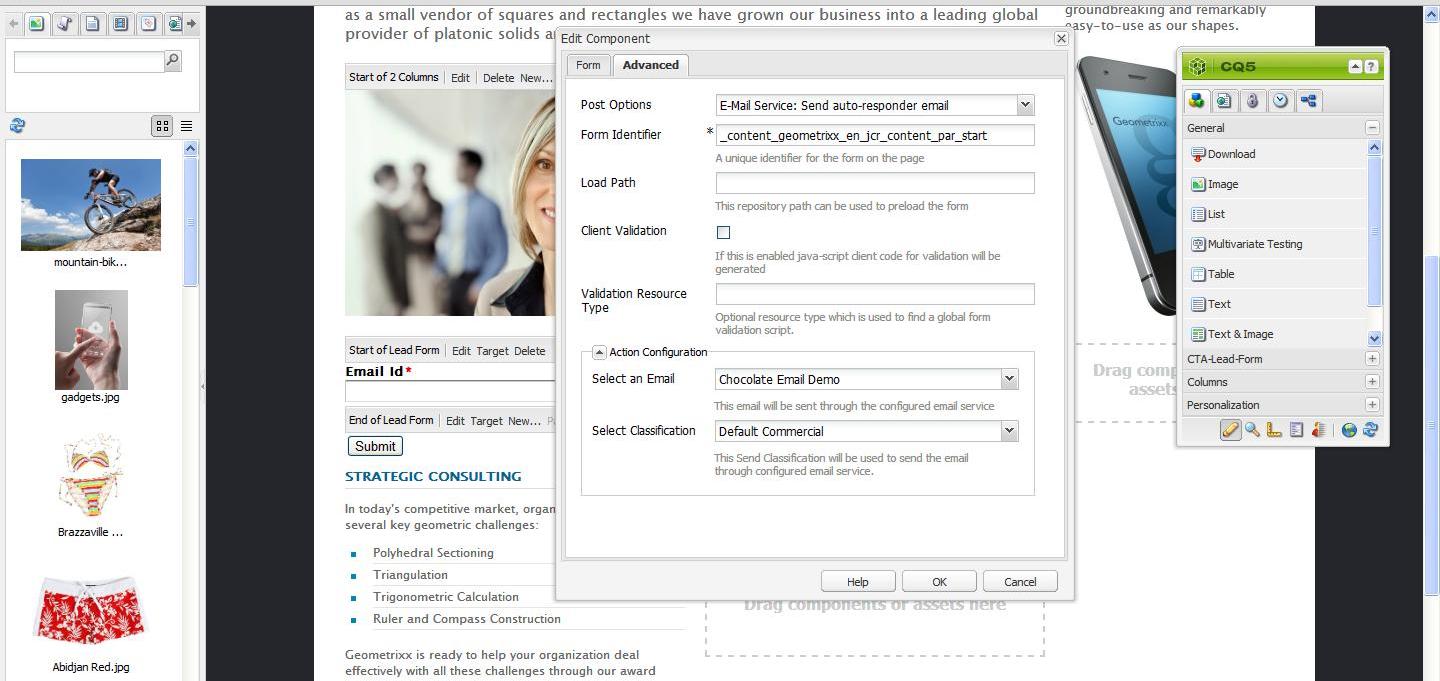 as a small vendor of squares and rectangles we have grown our business into a leading global
provider of platonic solids
groundbreaking and remarkably
easy-to-use as our shapes.
mountain-bik...
gadgets.jpg
Brazzaville ...
Abidjan Red.jpg
Start of 2 Columns Edit Delete New...
Start of Lead Form Edit Target Delete
Email Id*
End of Lead Form Edit Target New...
Submit
STRATEGIC CONSULTING
In today's competitive market, organ
several key geometric challenges:
Polyhedral Sectioning
Triangulation
Trigonometric Calculation
Ruler and Compass Construction
Geometrixx is ready to help your organization deal
effectively with all these challenges through our award
Edit Component
Form Advanced
Post Options E-Mail Service: Send auto-responder email
Form Identifier * _content_geometrixx_en_jcr_content_par_start
A unique identifier for the form on the page
Load Path
This repository path can be used to preload the form
Client Validation
If this is enabled java-script client code for validation will be
generated
Validation Resource
Type
Optional resource type which is used to find a global form
validation script.
Action Configuration
Select an Email Chocolate Email Demo
This email will be sent through the configured email service
Select Classification Default Commercial
This Send Classification will be used to send the email
through configured email service.
Help OK Cancel
Drag components or assets here
Geometrixx
Drag comp
assets
CQ5
?
General
Download
Image
List
Multivariate Testing
Table
Text
Text & Image
CTA-Lead-Form
Columns
Personalization